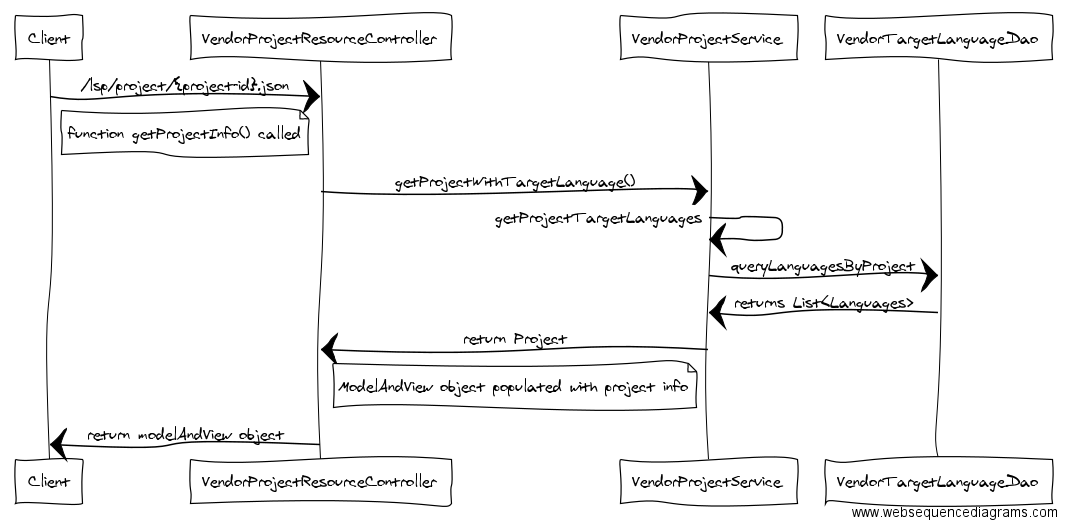 Client
VendorProjectResourceController
VendorProjectService
VendorTargetLanguageDao
/lsp/project/{project-id}.json
function getProjectInfo() called
getProjectWithTargetLanguage()
getProjectTargetLanguages
queryLanguagesByProject
returns List<Languages>
return Project
ModelAndView object populated with project info
return modelAndView object
Client
VendorProjectResourceController
VendorProjectService
VendorTargetLanguageDao
www.websequencediagrams.com